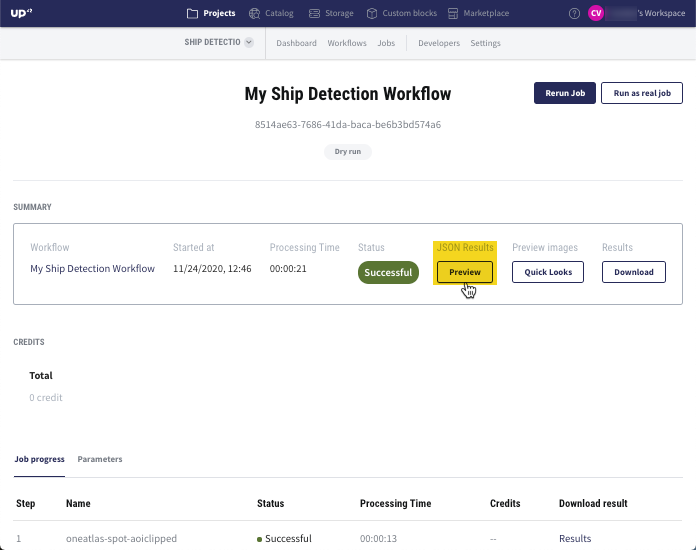 up42 Projects Catalog Storage Custom blocks Marketplace ? CV 's Workspace
SHIP DETECTIO Dashboard Workflows Jobs Developers Settings
My Ship Detection Workflow Rerun Job Run as real job
8514ae63-7686-41da-baca-be6b3bd574a6
Dry run
SUMMARY
Workflow Started at Processing Time Status JSON Results Preview images Results
My Ship Detection Workflow 11/24/2020, 12:46 00:00:21 Successful Preview Quick Looks Download
CREDITS
Total
0 credit
Job progress Parameters
Step Name Status Processing Time Credits Download result
1 oneatlas-spot-aoiclipped Successful 00:00:13 -- Results